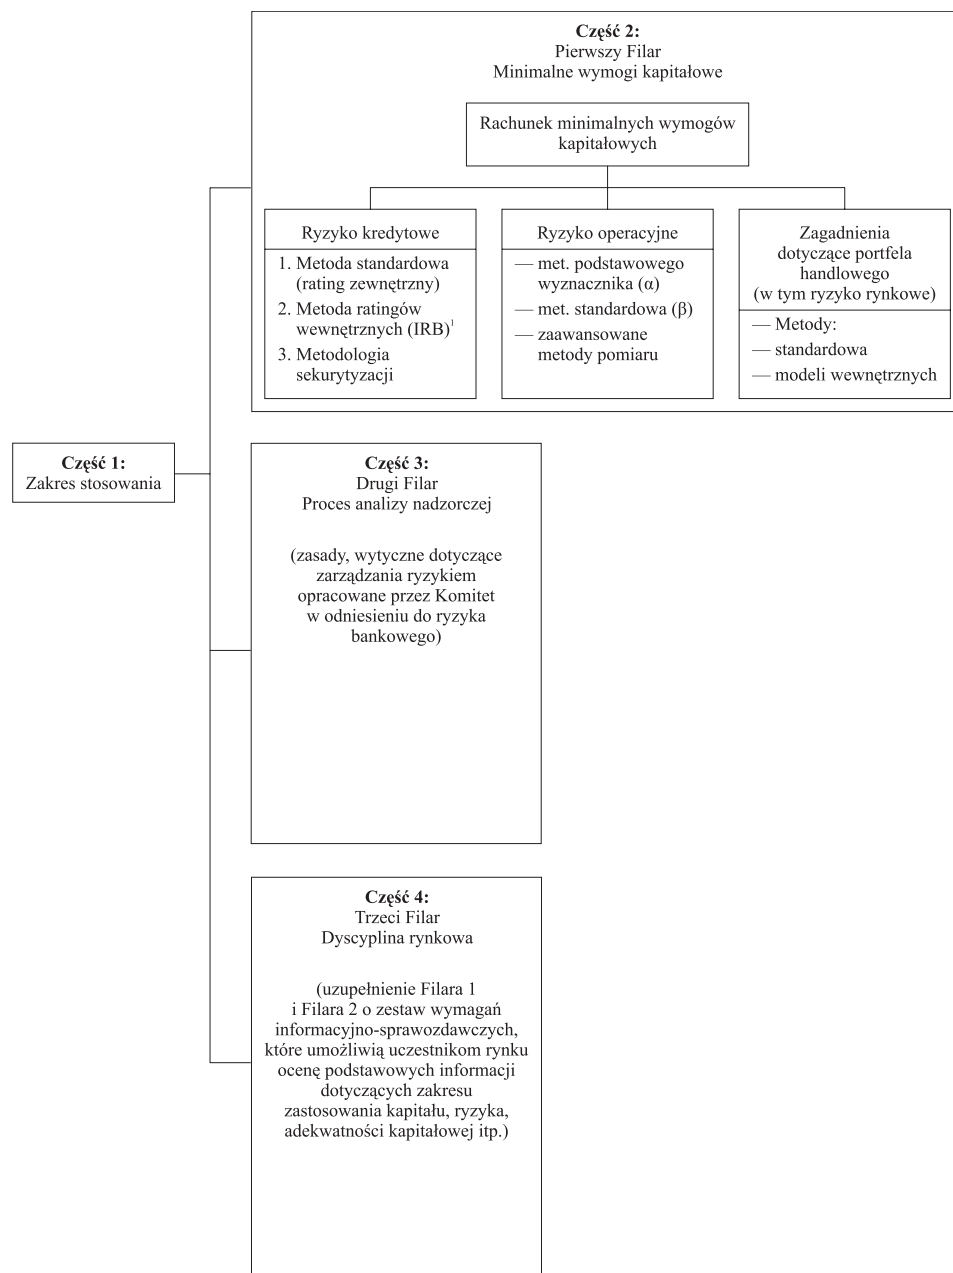 Część 2:
Pierwszy Filar
Minimalne wymogi kapitałowe
Rachunek minimalnych wymogów
kapitałowych
Ryzyko kredytowe
1. Metoda standardowa
(rating zewnętrzny)
2. Metoda ratingów
wewnętrznych (IRB)¹
3. Metodologia
sekurytyzacji
Ryzyko operacyjne
— met. podstawowego
wyznacznika (α)
— met. standardowa (β)
— zaawansowane
metody pomiaru
Zagadnienia
dotyczące portfela
handlowego
(w tym ryzyko rynkowe)
— Metody:
— standardowa
— modeli wewnętrznych
Część 1:
Zakres stosowania
Część 3:
Drugi Filar
Proces analizy nadzorczej
(zasady, wytyczne dotyczące
zarządzania ryzykiem
opracowane przez Komitet
w odniesieniu do ryzyka
bankowego)
Część 4:
Trzeci Filar
Dyscyplina rynkowa
(uzupełnienie Filara 1
i Filara 2 o zestaw wymagań
informacyjno-sprawozdawczych,
które umożliwią uczestnikom rynku
ocenę podstawowych informacji
dotyczących zakresu
zastosowania kapitału, ryzyka,
adekwatności kapitałowej itp.)